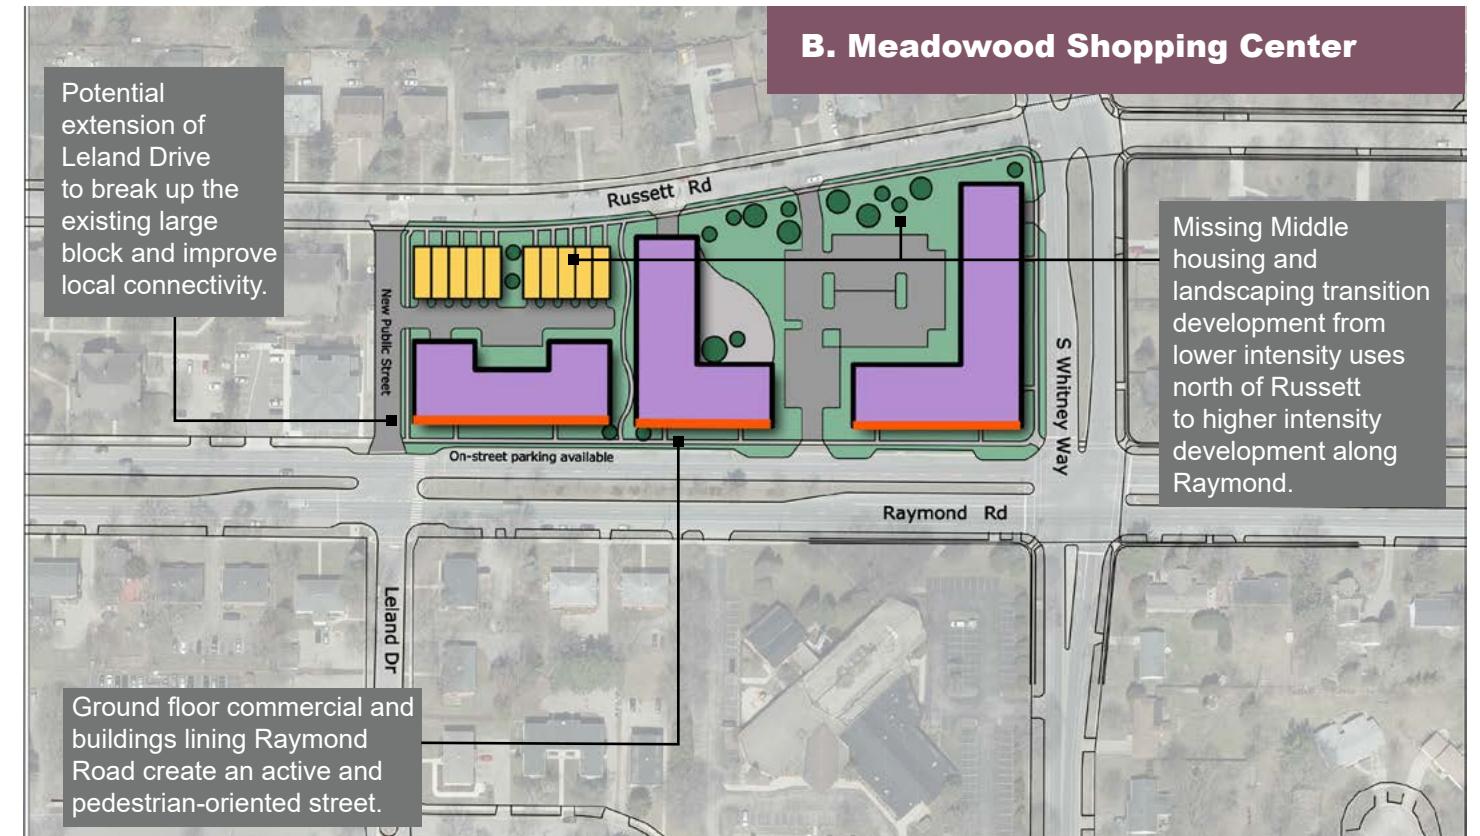 B. Meadowood Shopping Center
Potential
extension of
Leland Drive
to break up the
existing large
block and improve
local connectivity.
Russett Rd
Missing Middle
housing and
landscaping transition
development from
lower intensity uses
north of Russett
to higher intensity
development along
Raymond.
New Public Street
S Whitney Way
On-street parking available
Raymond Rd
Leland Dr
Ground floor commercial and
buildings lining Raymond
Road create an active and
pedestrian-oriented street.